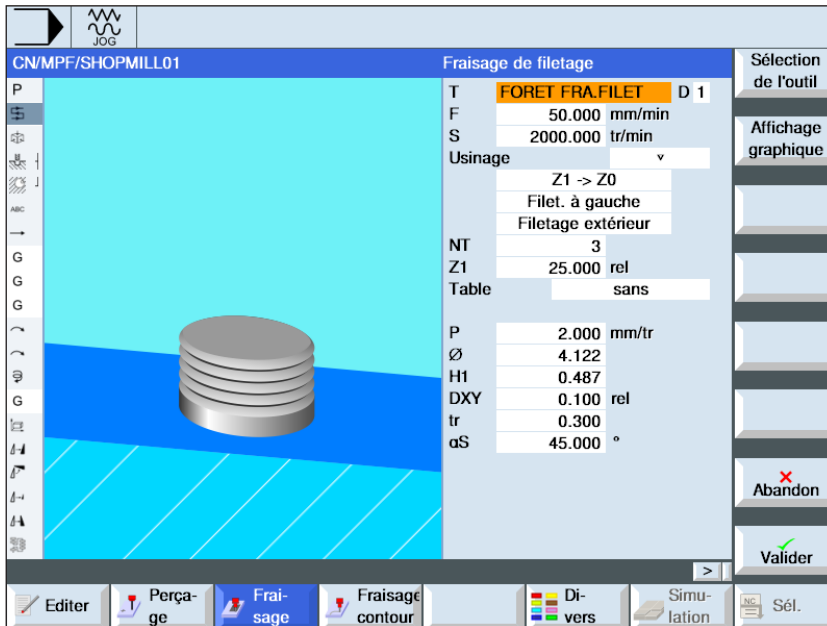 JOG
CN/MPF/SHOPMILL01
Fraisage de filetage
Sélection
de l'outil
P
T FORET FRA.FILET D 1
F 50.000 mm/min
S 2000.000 tr/min
Affichage
graphique
Usinage
Z1 -> Z0
Filet. à gauche
ABC
Filetage extérieur
NT 3
G
Z1 25.000 rel
G
Table sans
G
P 2.000 mm/tr
Ø 4.122
H1 0.487
G
DXY 0.100 rel
tr 0.300
αS 45.000 °
Abandon
Valider
>
Editer
Perça-
ge
Frai-
sage
Fraisage
contour
Di-
vers
Simu-
lation
NC
Sél.